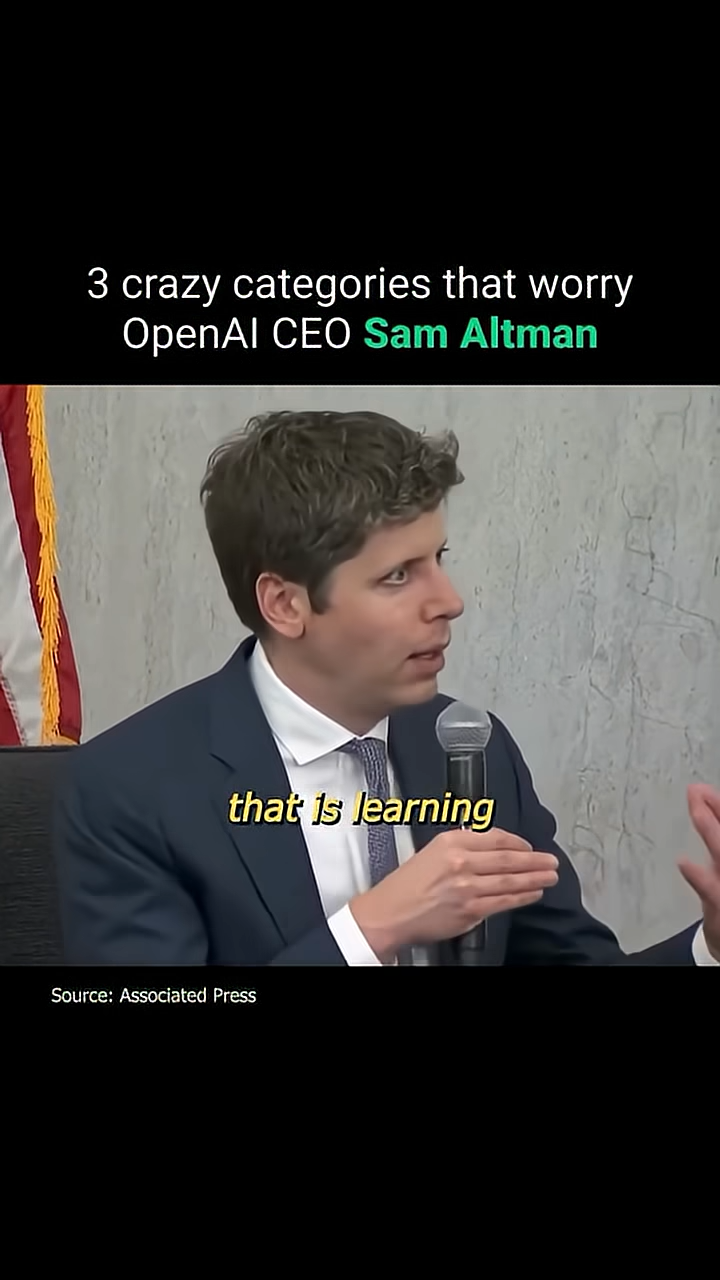 3 crazy categories that worry
OpenAI CEO Sam Altman
that is learning
Source: Associated Press